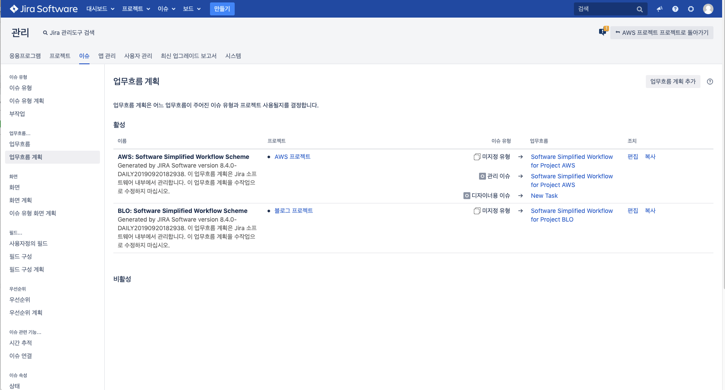 Jira Software 대시보드 프로젝트 이슈 보드 만들기 검색
관리 Jira 관리도구 검색 AWS 프로젝트 프로젝트로 돌아가기
응용프로그램 프로젝트 이슈 앱 관리 사용자 관리 최신 업그레이드 보고서 시스템
이슈 유형
이슈 유형
이슈 유형 계획
부작업
업무흐름...
업무흐름
업무흐름 계획
화면
화면
화면 계획
이슈 유형 화면 계획
필드...
사용자정의 필드
필드 구성
필드 구성 계획
우선순위
우선순위
우선순위 계획
이슈 관련 기능...
시간 추적
이슈 연결
이슈 속성
상태
업무흐름 계획 업무흐름 계획 추가
업무흐름 계획은 어느 업무흐름이 주어진 이슈 유형과 프로젝트 사용될지를 결정합니다.
활성
이름 프로젝트 이슈 유형 업무흐름 조치
AWS: Software Simplified Workflow Scheme
Generated by JIRA Software version 8.4.0-
DAILY20190920182938. 이 업무흐름 계획은 Jira 소프
트웨어 내부에서 관리합니다. 이 업무흐름 계획을 수작업으
로 수정하지 마십시오.
• AWS 프로젝트
미지정 유형 → Software Simplified Workflow
for Project AWS
편집 복사
관리 이슈 → Software Simplified Workflow
for Project AWS
디자이너용 이슈 → New Task
BLO: Software Simplified Workflow Scheme
Generated by JIRA Software version 8.4.0-
DAILY20190920182938. 이 업무흐름 계획은 Jira 소프
트웨어 내부에서 관리합니다. 이 업무흐름 계획을 수작업으
로 수정하지 마십시오.
• 블로그 프로젝트
미지정 유형 → Software Simplified Workflow
for Project BLO
편집 복사
비활성